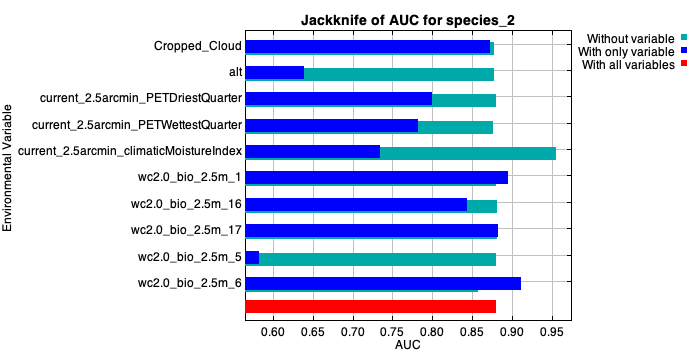 Jackknife of AUC for species_2
Without variable
With only variable
With all variables
Environmental Variable
Cropped_Cloud
alt
current_2.5arcmin_PETDriestQuarter
current_2.5arcmin_PETWettestQuarter
current_2.5arcmin_climaticMoistureIndex
wc2.0_bio_2.5m_1
wc2.0_bio_2.5m_16
wc2.0_bio_2.5m_17
wc2.0_bio_2.5m_5
wc2.0_bio_2.5m_6
0.60 0.65 0.70 0.75 0.80 0.85 0.90 0.95
AUC